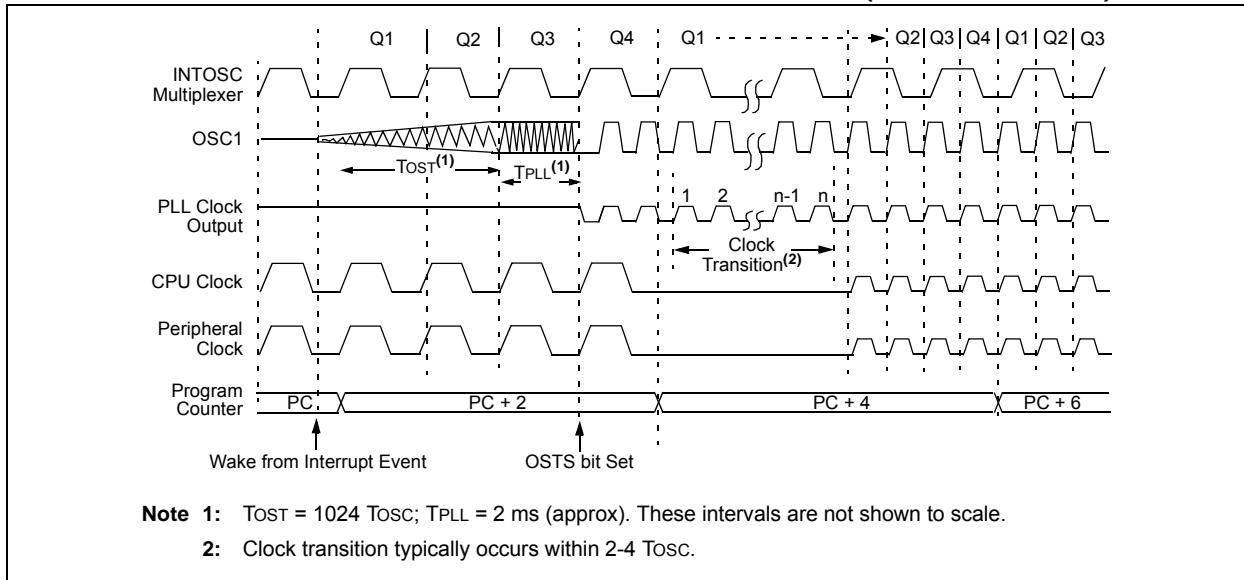 Q1 Q2 Q3 Q4 Q1 Q2 Q3 Q4 Q1 Q2 Q3
INTOSC
Multiplexer
OSC1
TOST(1)
TPLL(1)
1 2 n-1 n
PLL Clock
Output
Clock
Transition(2)
CPU Clock
Peripheral
Clock
Program
Counter
PC PC + 2 PC + 4 PC + 6
Wake from Interrupt Event OSTS bit Set
Note 1: TOST = 1024 TOSC; TPLL = 2 ms (approx). These intervals are not shown to scale.
2: Clock transition typically occurs within 2-4 TOSC.